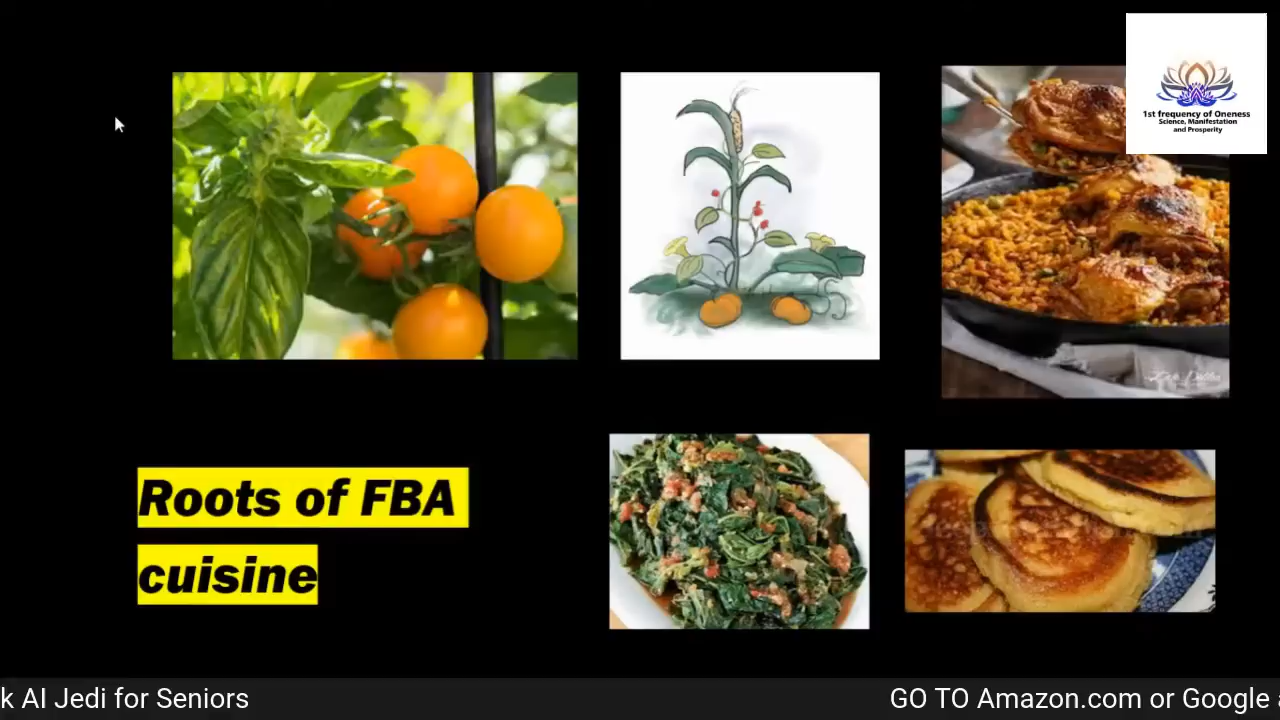 1st frequency of Oneness
Science, Manifestation
and Prosperity
Roots of FBA
cuisine
k AI Jedi for Seniors
GO TO Amazon.com or Google